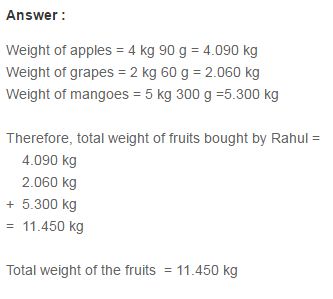 Answer :
Weight of apples = 4 kg 90 g = 4.090 kg
Weight of grapes = 2 kg 60 g = 2.060 kg
Weight of mangoes = 5 kg 300 g =5.300 kg
Therefore, total weight of fruits bought by Rahul =
4.090 kg
2.060 kg
+ 5.300 kg
= 11.450 kg
Total weight of the fruits = 11.450 kg